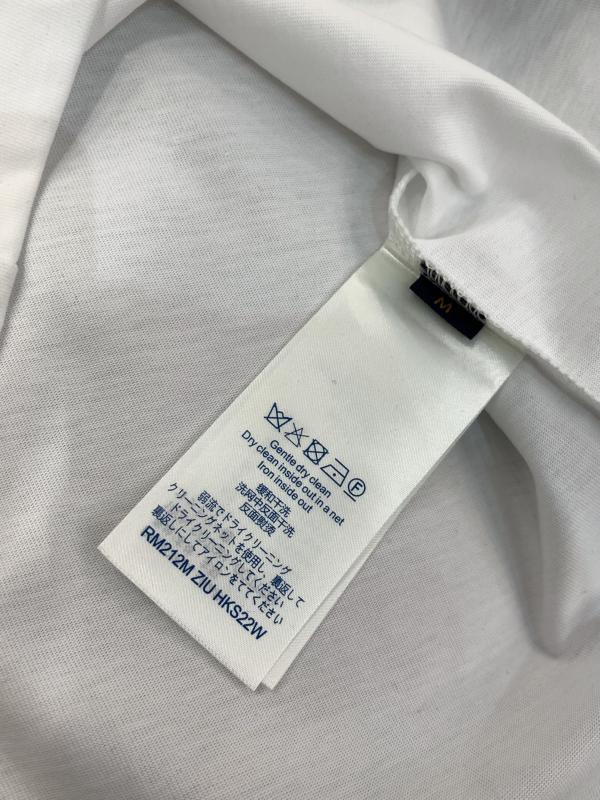 M
F
Gentle dry clean
Dry clean inside out in a net
Iron inside out
缓和干洗
洗网中反面干洗
反面熨烫
弱流でドライクリーニング
クリーニングネットを使用し、裏返して
ドライクリーニングしてください
裏返しにしてアイロンをしてください
RM212M ZIU HKS22W